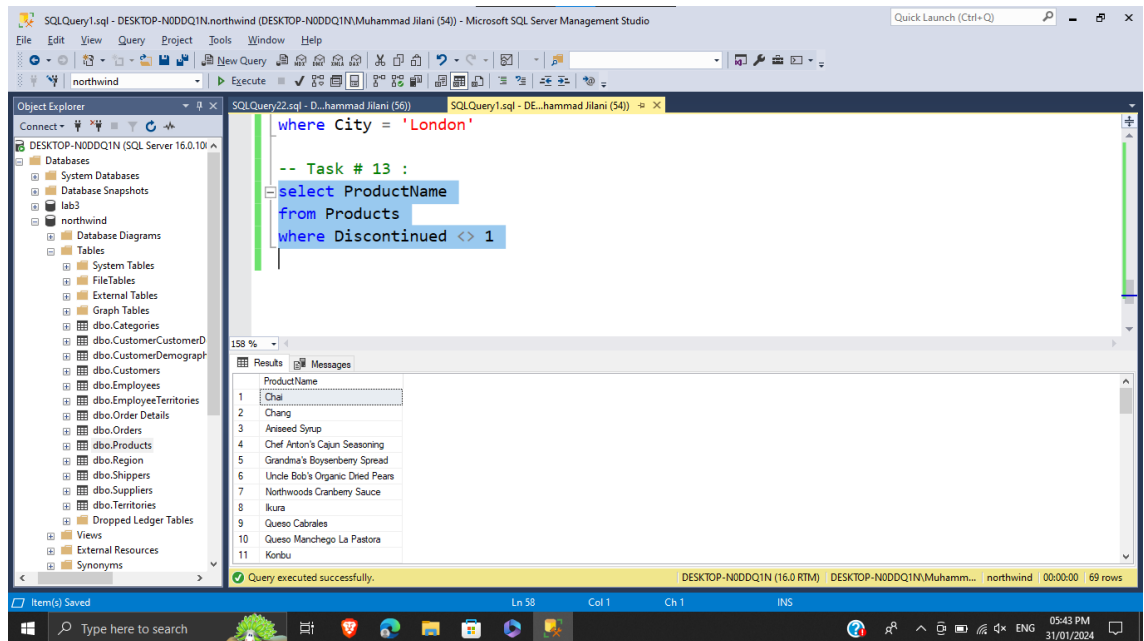 SQLQuery1.sql - DESKTOP-N0DDQ1N.northwind (DESKTOP-N0DDQ1N\Muhammad Jilani (54)) - Microsoft SQL Server Management Studio
Quick Launch (Ctrl+Q)
File Edit View Query Project Tools Window Help
New Query
northwind
Execute
Object Explorer
SQLQuery22.sql - D...hammad Jilani (56))
SQLQuery1.sql - DE...hammad Jilani (54))
Connect
DESKTOP-N0DDQ1N (SQL Server 16.0.10
Databases
System Databases
Database Snapshots
lab3
northwind
Database Diagrams
Tables
System Tables
FileTables
External Tables
Graph Tables
dbo.Categories
dbo.CustomerCustomerD
dbo.CustomerDemograph
dbo.Customers
dbo.Employees
dbo.EmployeeTerritories
dbo.Order Details
dbo.Orders
dbo.Products
dbo.Region
dbo.Shippers
dbo.Suppliers
dbo.Territories
Dropped Ledger Tables
Views
External Resources
Synonyms
where City = 'London'
-- Task # 13 :
select ProductName
from Products
where Discontinued <> 1
158 %
Results Messages
ProductName
1 Chai
2 Chang
3 Aniseed Syrup
4 Chef Anton's Cajun Seasoning
5 Grandma's Boysenberry Spread
6 Uncle Bob's Organic Dried Pears
7 Northwoods Cranberry Sauce
8 Ikura
9 Queso Cabrales
10 Queso Manchego La Pastora
11 Konbu
Query executed successfully.
DESKTOP-N0DDQ1N (16.0 RTM) DESKTOP-N0DDQ1N\Muhamm... northwind 00:00:00 69 rows
Item(s) Saved
Ln 58 Col 1 Ch 1 INS
Type here to search
ENG
05:43 PM
31/01/2024